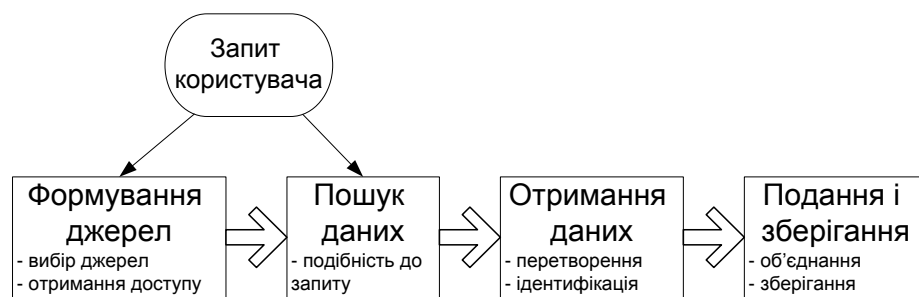 Запит
користувача
Формування
джерел
- вибір джерел
- отримання доступу
Пошук
даних
- подібність до
запиту
Отримання
даних
- перетворення
- ідентифікація
Подання і
зберігання
- об’єднання
- зберігання